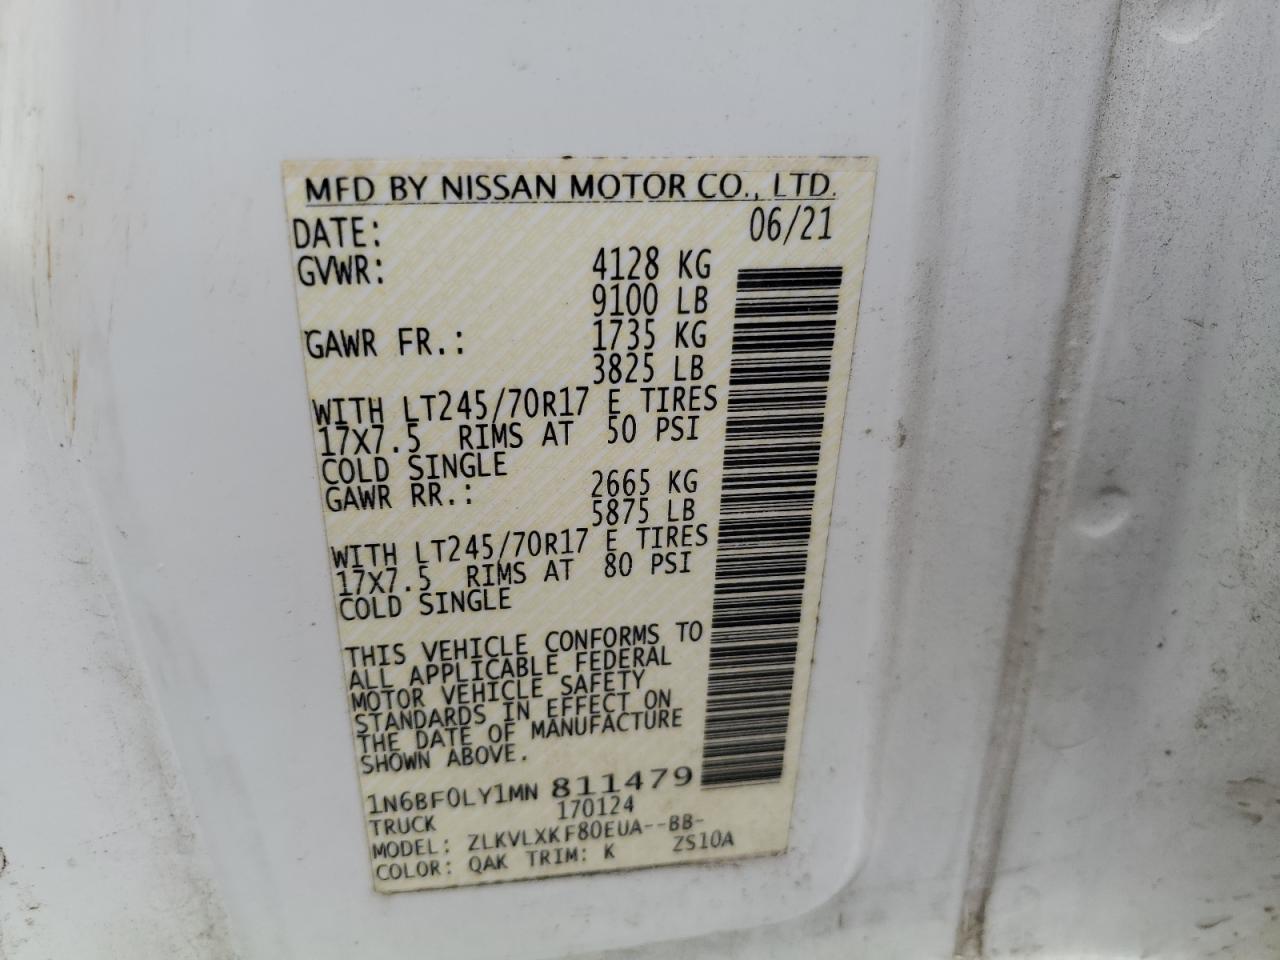 MFD BY NISSAN MOTOR CO., LTD.
DATE: 06/21
GVWR: 4128 KG
9100 LB
GAWR FR.: 1735 KG
3825 LB
WITH LT245/70R17 E TIRES
17X7.5 RIMS AT 50 PSI
COLD SINGLE
GAWR RR.: 2665 KG
5875 LB
WITH LT245/70R17 E TIRES
17X7.5 RIMS AT 80 PSI
COLD SINGLE
THIS VEHICLE CONFORMS TO
ALL APPLICABLE FEDERAL
MOTOR VEHICLE SAFETY
STANDARDS IN EFFECT ON
THE DATE OF MANUFACTURE
SHOWN ABOVE.
1N6BF0LY1MN 811479
TRUCK 170124
MODEL: ZLKVLXKF80EUA--BB-
COLOR: QAK TRIM: K ZS10A